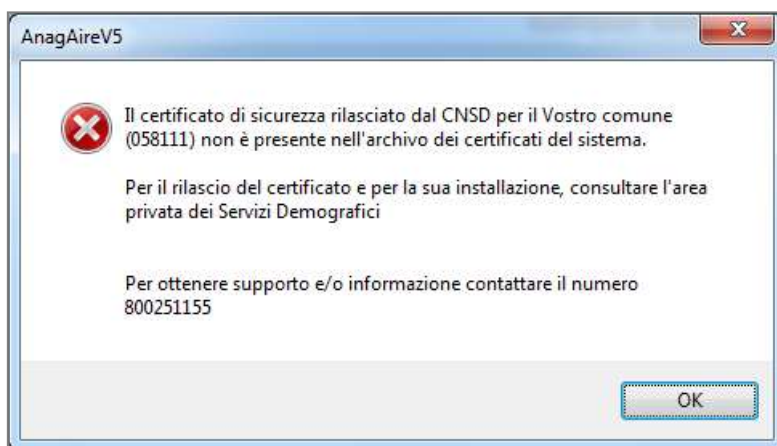 AnagAireV5
Il certificato di sicurezza rilasciato dal CNSD per il Vostro comune
(058111) non è presente nell'archivio dei certificati del sistema.
Per il rilascio del certificato e per la sua installazione, consultare l'area
privata dei Servizi Demografici
Per ottenere supporto e/o informazione contattare il numero
800251155
OK